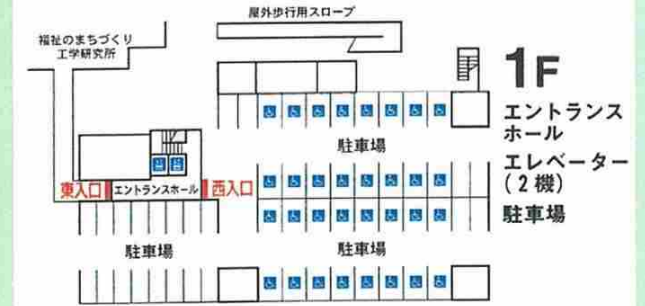 屋外歩行用スロープ
福祉のまちづくり
工学研究所
1F
エントランス
ホール
エレベーター
(2機)
駐車場
駐車場
東入口
エントランスホール
西入口
駐車場
駐車場